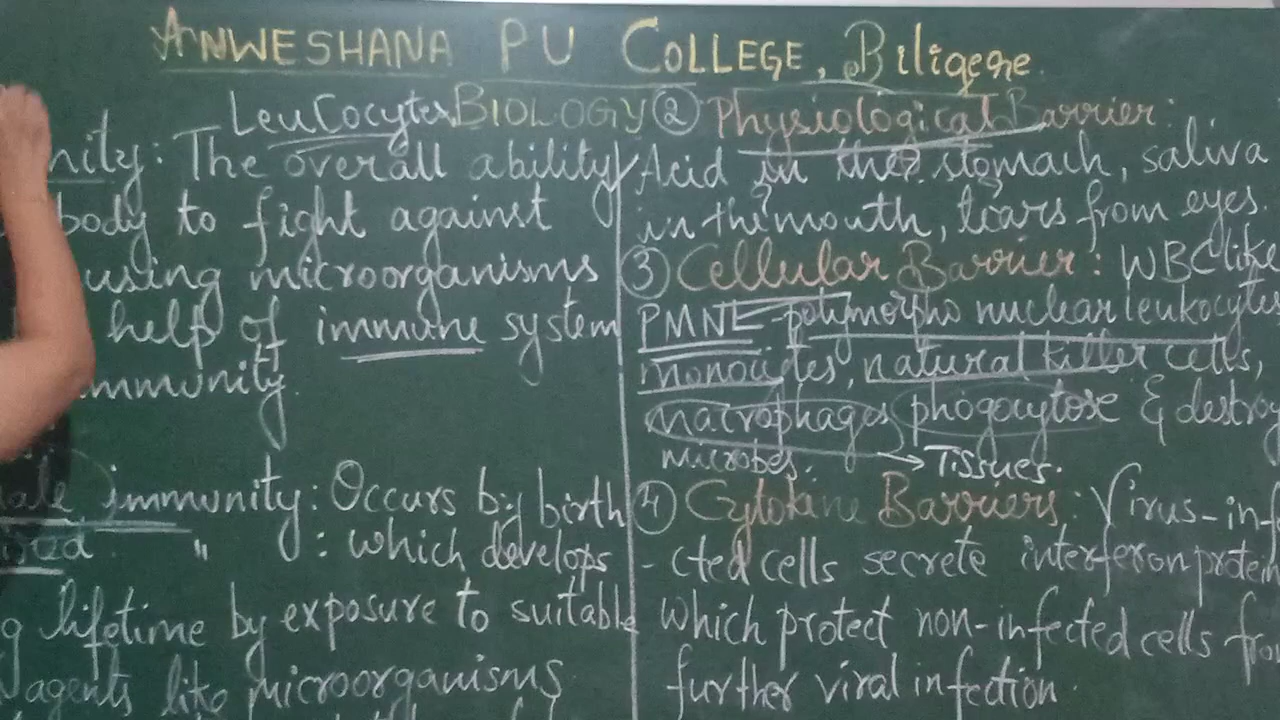 ANWESHANA PU COLLEGE, Biligere.
Leucocytes BIOLOGY
nity: The overall ability
body to fight against
using microorganisms
help of immune system
mmunity.
immunity: Occurs by birth
" : which develops
g lifetime by exposure to suitable
agents like microorganisms
② Physiological Barrier:
Acid in the stomach, saliva
in the mouth, tears from eyes.
③ Cellular Barrier: WBC like
PMNL-polymorpho nuclear leukocytes
monocytes, natural killer cells,
macrophages phogocytose & destroy
microbes. → Tissues.
④ Cytokine Barriers: Virus-infe
-cted cells secrete interferon protein
which protect non-infected cells from
further viral infection.